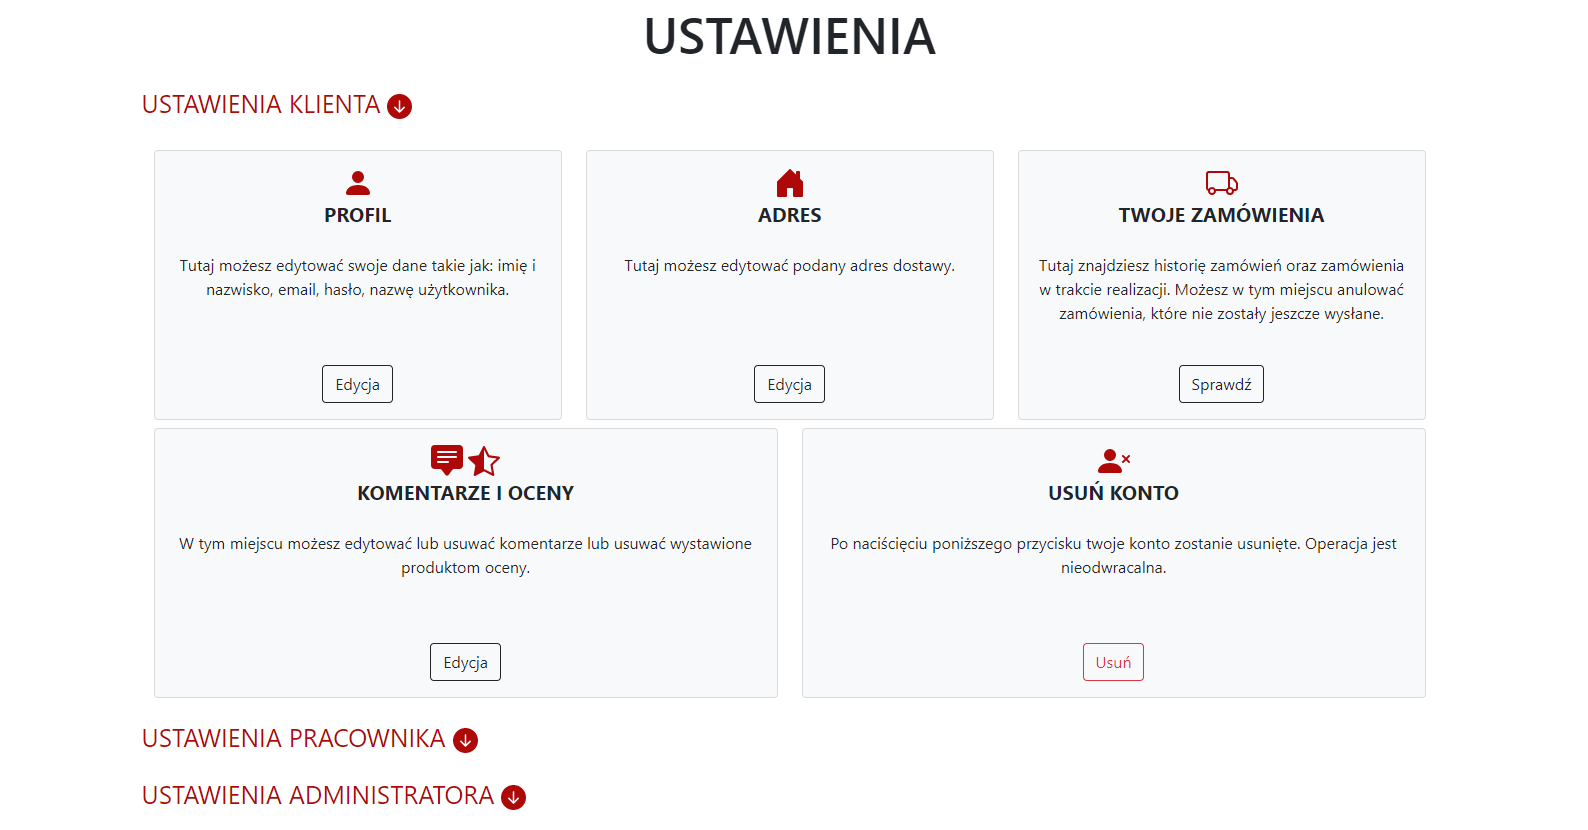 USTAWIENIA
USTAWIENIA KLIENTA
PROFIL
Tutaj możesz edytować swoje dane takie jak: imię i
nazwisko, email, hasło, nazwę użytkownika.
Edycja
ADRES
Tutaj możesz edytować podany adres dostawy.
Edycja
TWOJE ZAMÓWIENIA
Tutaj znajdziesz historię zamówień oraz zamówienia
w trakcie realizacji. Możesz w tym miejscu anulować
zamówienia, które nie zostały jeszcze wysłane.
Sprawdź
KOMENTARZE I OCENY
W tym miejscu możesz edytować lub usuwać komentarze lub usuwać wystawione
produktom oceny.
Edycja
USUŃ KONTO
Po naciścięciu poniższego przycisku twoje konto zostanie usunięte. Operacja jest
nieodwracalna.
Usuń
USTAWIENIA PRACOWNIKA
USTAWIENIA ADMINISTRATORA